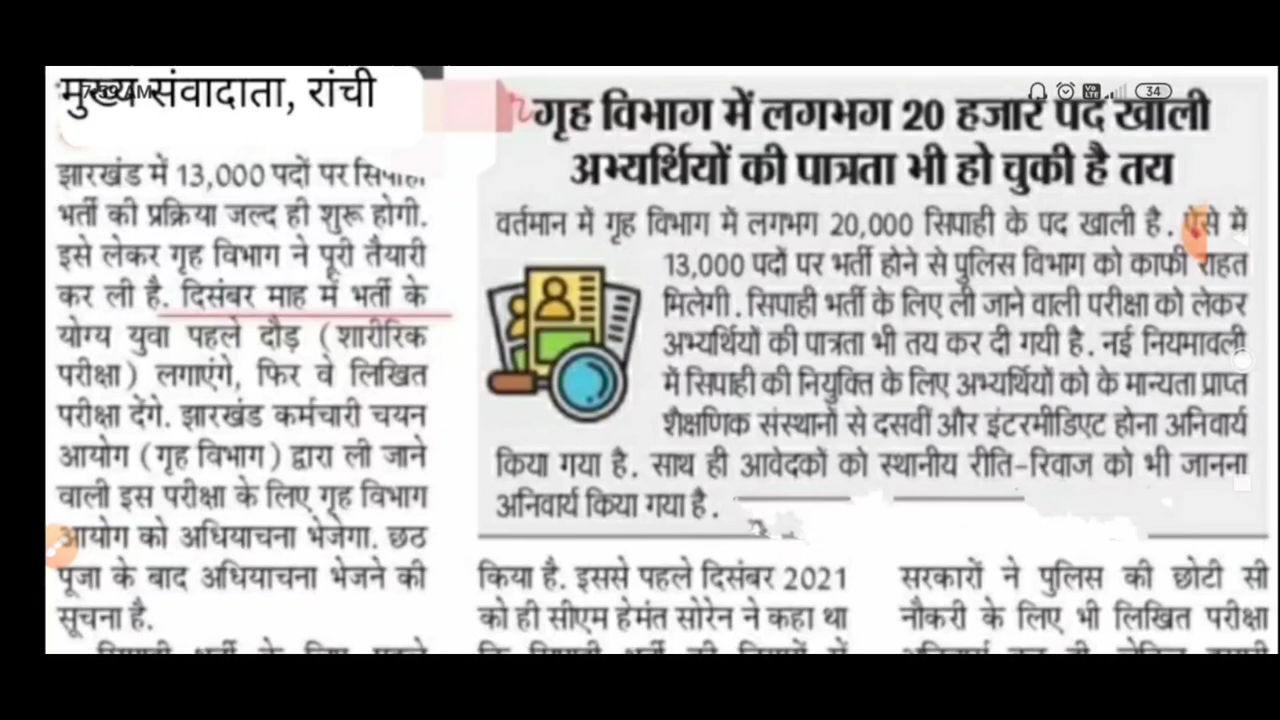 मुख्य संवादाता, रांची
7:59 AM
34
झारखंड में 13,000 पदों पर सिपाही
भर्ती की प्रक्रिया जल्द ही शुरू होगी.
इसे लेकर गृह विभाग ने पूरी तैयारी
कर ली है. दिसंबर माह में भर्ती के
योग्य युवा पहले दौड़ (शारीरिक
परीक्षा) लगाएंगे, फिर वे लिखित
परीक्षा देंगे. झारखंड कर्मचारी चयन
आयोग (गृह विभाग) द्वारा ली जाने
वाली इस परीक्षा के लिए गृह विभाग
आयोग को अधियाचना भेजेगा. छठ
पूजा के बाद अधियाचना भेजने की
सूचना है.
गृह विभाग में लगभग 20 हजार पद खाली
अभ्यर्थियों की पात्रता भी हो चुकी है तय
वर्तमान में गृह विभाग में लगभग 20,000 सिपाही के पद खाली है. ऐसे में
13,000 पदों पर भर्ती होने से पुलिस विभाग को काफी राहत
मिलेगी. सिपाही भर्ती के लिए ली जाने वाली परीक्षा को लेकर
अभ्यर्थियों की पात्रता भी तय कर दी गयी है. नई नियमावली
में सिपाही की नियुक्ति के लिए अभ्यर्थियों को के मान्यता प्राप्त
शैक्षणिक संस्थानों से दसवीं और इंटरमीडिएट होना अनिवार्य
किया गया है. साथ ही आवेदकों को स्थानीय रीति-रिवाज को भी जानना
अनिवार्य किया गया है.
किया है. इससे पहले दिसंबर 2021
को ही सीएम हेमंत सोरेन ने कहा था
सरकारों ने पुलिस की छोटी सी
नौकरी के लिए भी लिखित परीक्षा